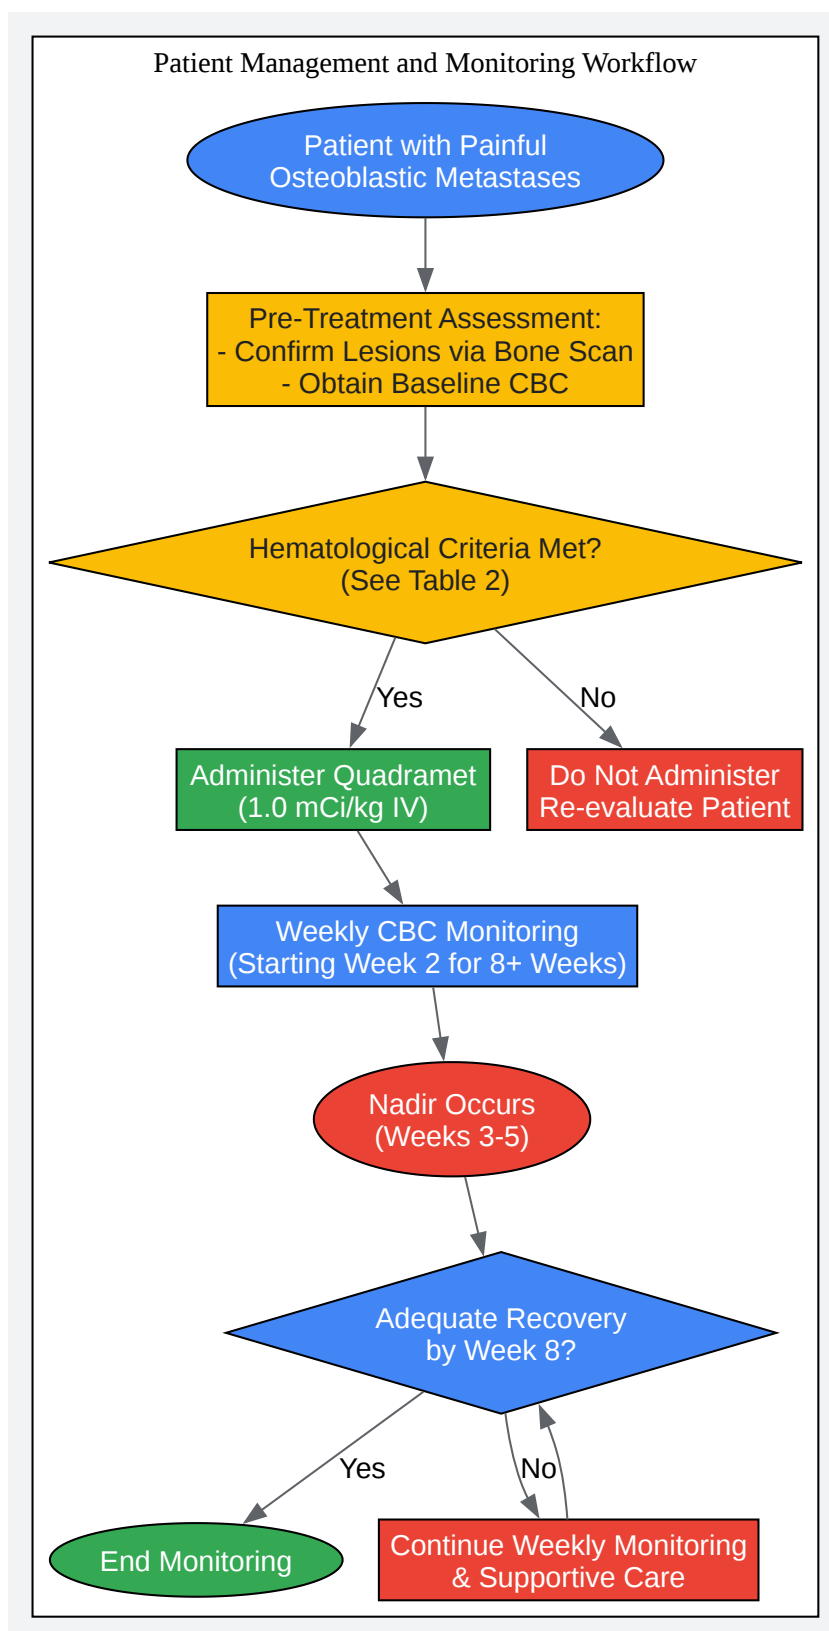 Patient Management and Monitoring Workflow
Patient with Painful
Osteoblastic Metastases
Pre-Treatment Assessment:
- Confirm Lesions via Bone Scan
- Obtain Baseline CBC
Hematological Criteria Met?
(See Table 2)
Yes
No
Administer Quadramet
(1.0 mCi/kg IV)
Do Not Administer
Re-evaluate Patient
Weekly CBC Monitoring
(Starting Week 2 for 8+ Weeks)
Nadir Occurs
(Weeks 3-5)
Adequate Recovery
by Week 8?
Yes
No
End Monitoring
Continue Weekly Monitoring
& Supportive Care